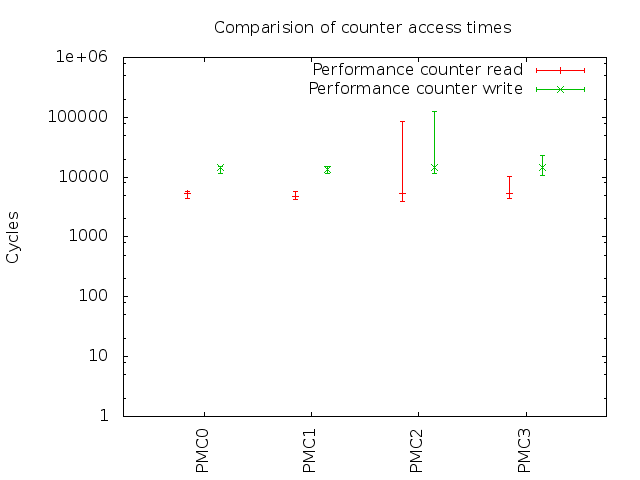 Comparision of counter access times
Performance counter read
Performance counter write
1e+06
100000
10000
1000
100
10
1
Cycles
PMC0
PMC1
PMC2
PMC3